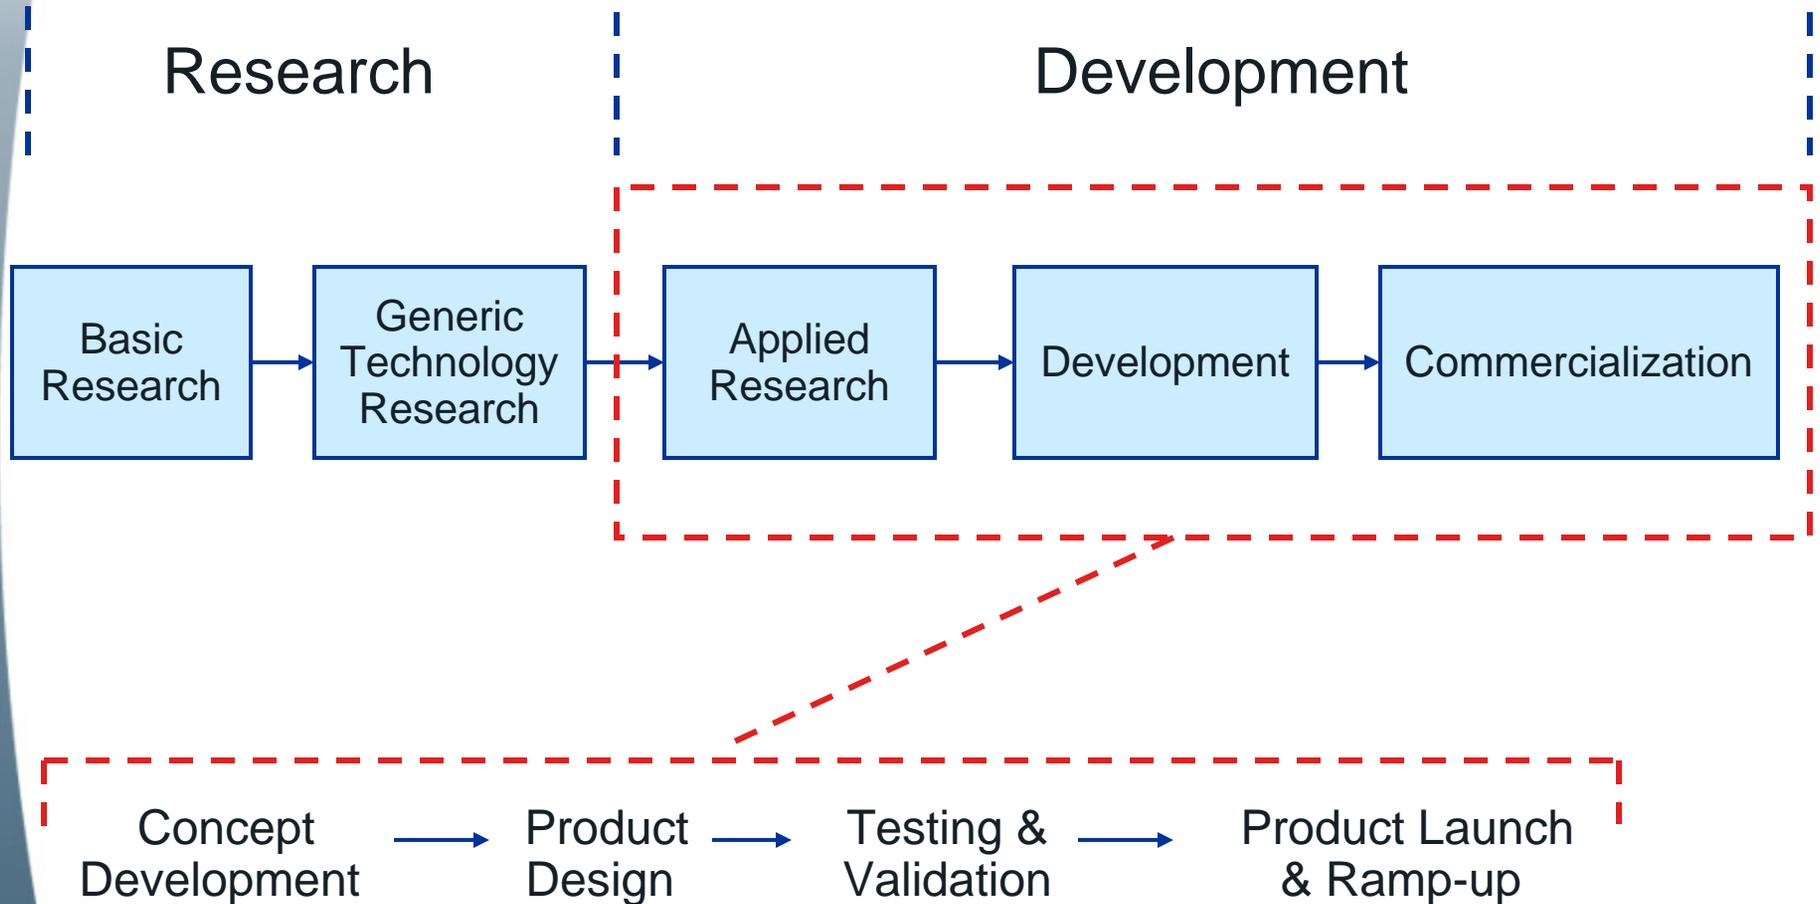 Research
Development
Basic
Research
Generic
Technology
Research
Applied
Research
Development
Commercialization
Concept
Development
Product
Design
Testing &
Validation
Product Launch
& Ramp-up